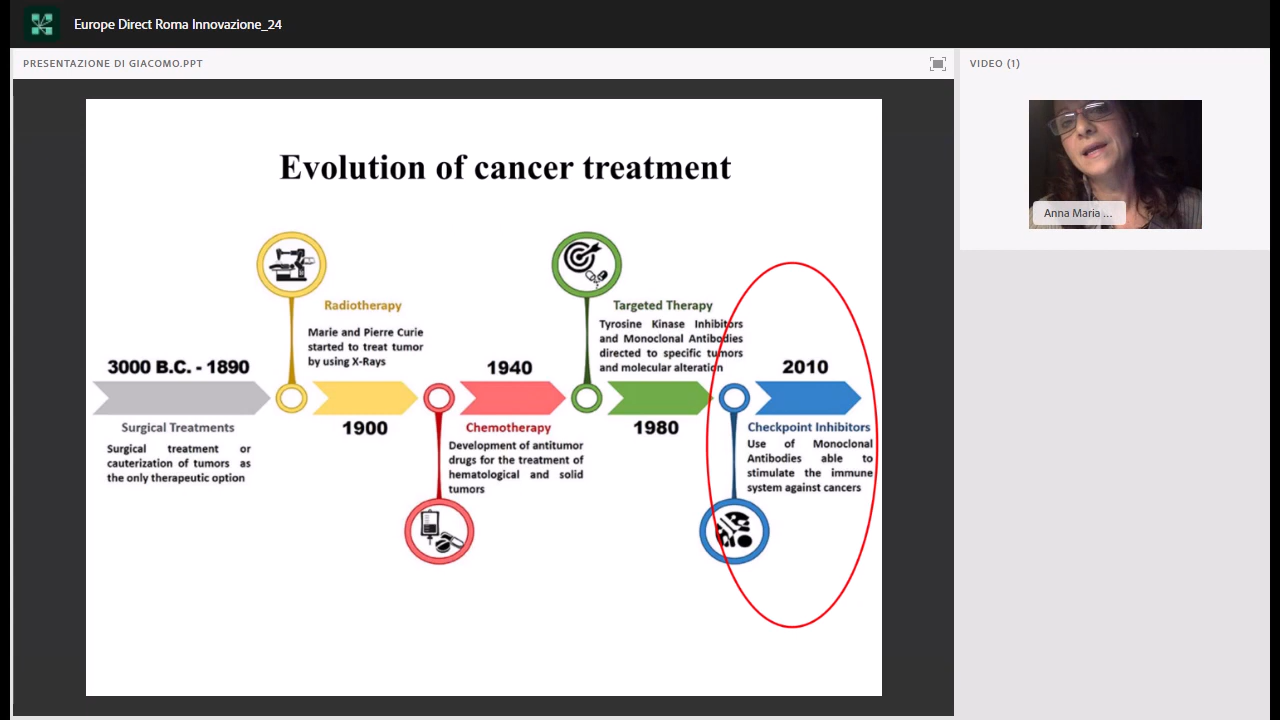 Europe Direct Roma Innovazione_24
PRESENTAZIONE DI GIACOMO.PPT
VIDEO (1)
Anna Maria ...
Evolution of cancer treatment
3000 B.C. - 1890
Surgical Treatments
Surgical treatment or
cauterization of tumors as
the only therapeutic option
Radiotherapy
Marie and Pierre Curie
started to treat tumor
by using X-Rays
1900
1940
Chemotherapy
Development of antitumor
drugs for the treatment of
hematological and solid
tumors
Targeted Therapy
Tyrosine Kinase Inhibitors
and Monoclonal Antibodies
directed to specific tumors
and molecular alteration
1980
2010
Checkpoint Inhibitors
Use of Monoclonal
Antibodies able to
stimulate the immune
system against cancers